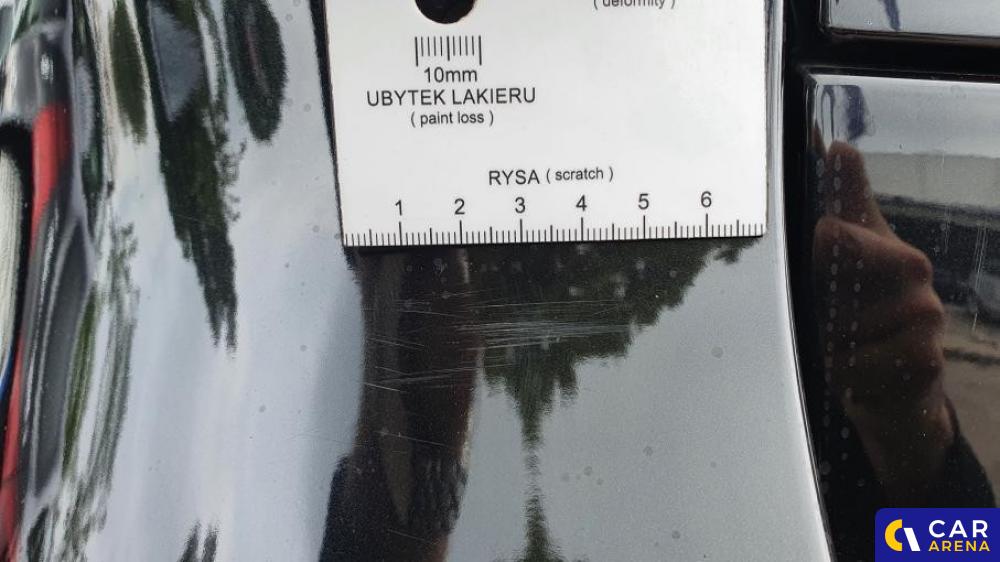 ( deformity )
10mm
UBYTEK LAKIERU
( paint loss )
RYSA ( scratch )
1 2 3 4 5 6
CAR
ARENA